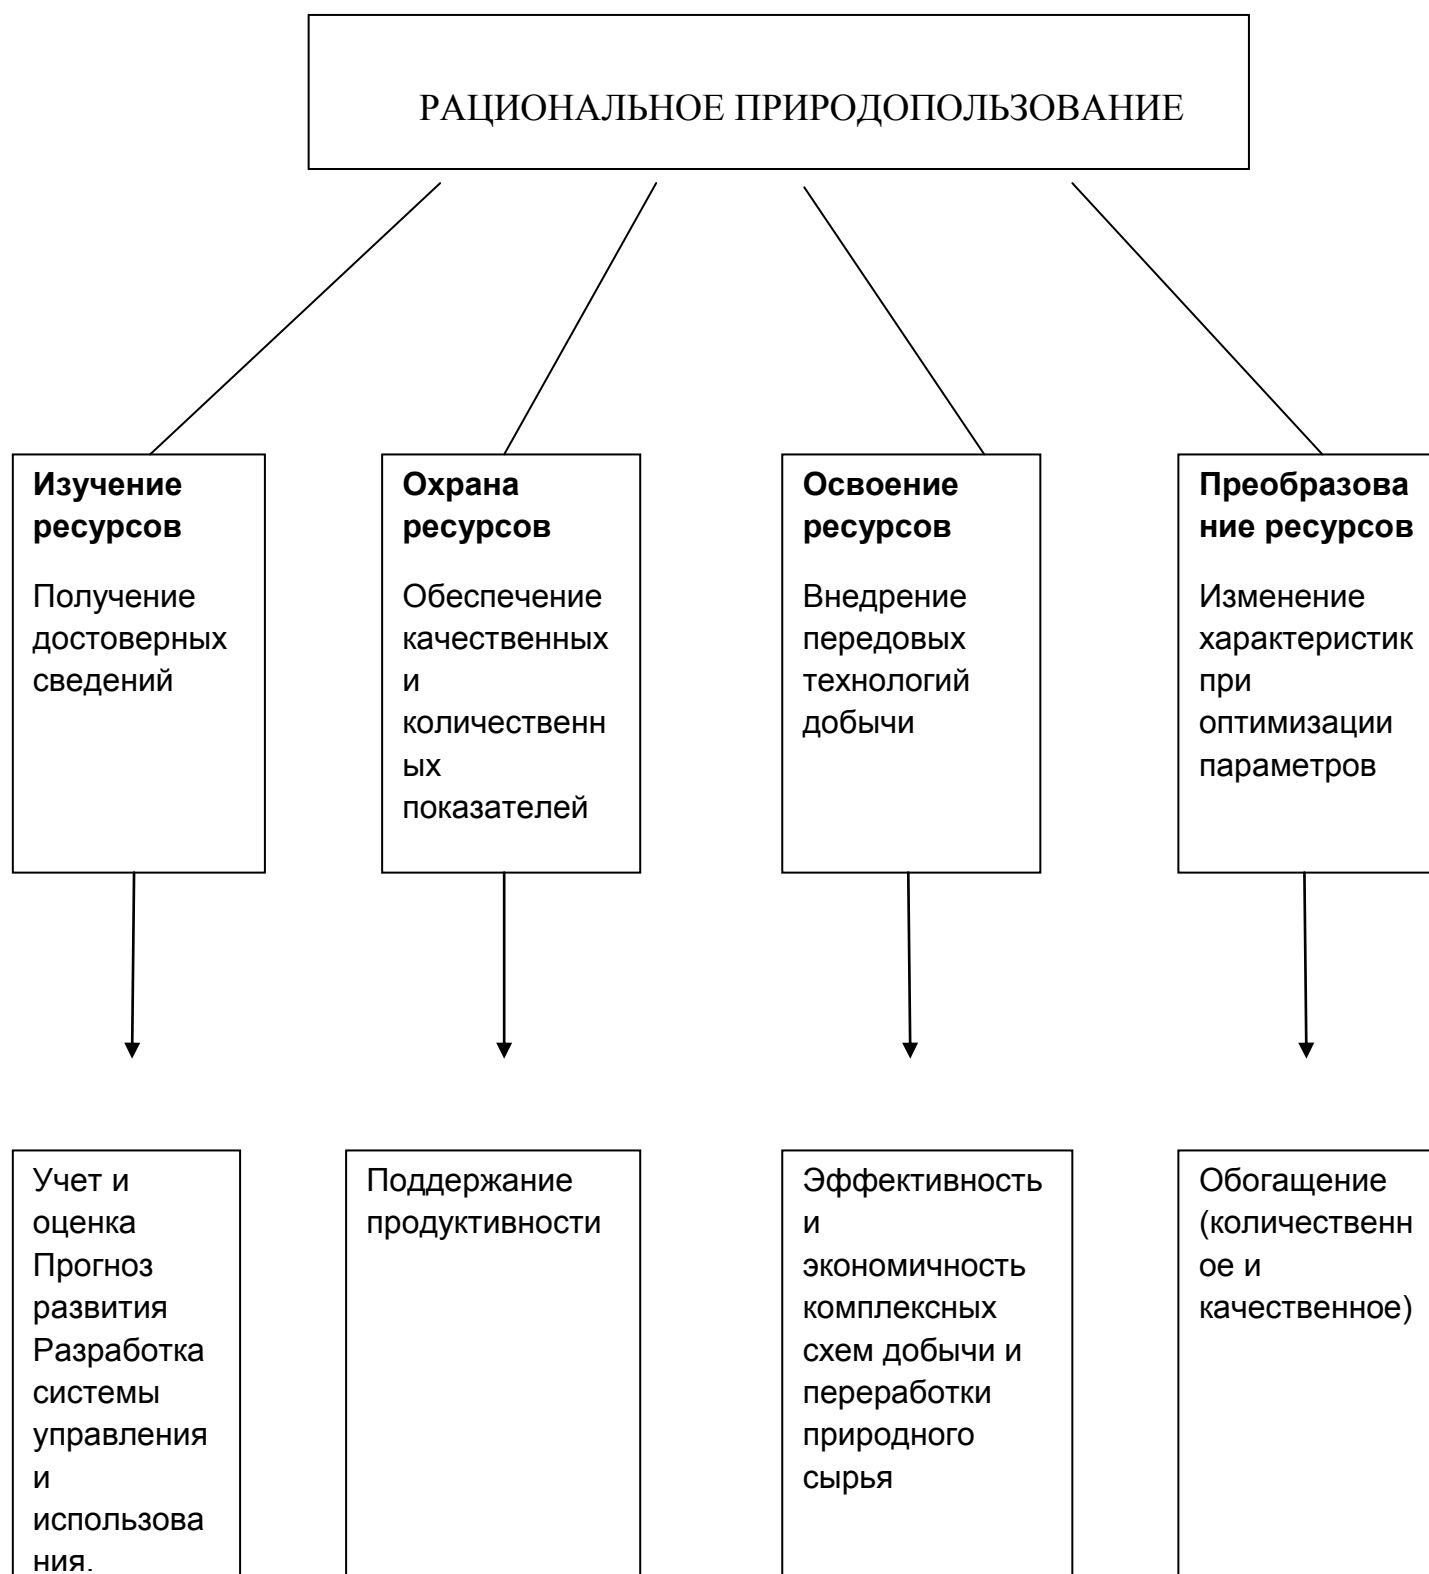 РАЦИОНАЛЬНОЕ ПРИРОДОПОЛЬЗОВАНИЕ
Изучение
ресурсов
Получение
достоверных
сведений
Охрана
ресурсов
Обеспечение
качественных
и
количественн
ых
показателей
Освоение
ресурсов
Внедрение
передовых
технологий
добычи
Преобразова
ние ресурсов
Изменение
характеристик
при
оптимизации
параметров
Учет и
оценка
Прогноз
развития
Разработка
системы
управления
и
использова
ния.
Поддержание
продуктивности
Эффективность
и
экономичность
комплексных
схем добычи и
переработки
природного
сырья
Обогащение
(количественн
ое и
качественное)